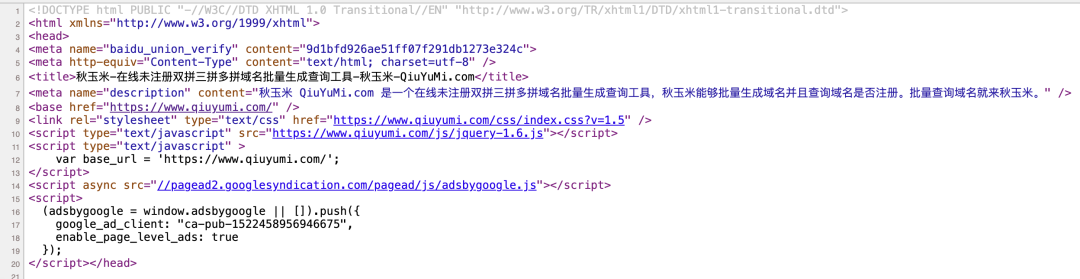 1 <!DOCTYPE html PUBLIC "-//W3C//DTD XHTML 1.0 Transitional//EN" "http://www.w3.org/TR/xhtml1/DTD/xhtml1-transitional.dtd">
2 <html xmlns="http://www.w3.org/1999/xhtml">
3 <head>
4 <meta name="baidu_union_verify" content="9d1bfd926ae51ff07f291db1273e324c">
5 <meta http-equiv="Content-Type" content="text/html; charset=utf-8" />
6 <title>秋玉米-在线未注册双拼三拼多拼域名批量生成查询工具-秋玉米-QiuYuMi.com</title>
7 <meta name="description" content="秋玉米 QiuYuMi.com 是一个在线未注册双拼三拼多拼域名批量生成查询工具，秋玉米能够批量生成域名并且查询域名是否注册。批量查询域名就来秋玉米。" />
8 <base href="https://www.qiuyumi.com/" />
9 <link rel="stylesheet" type="text/css" href="https://www.qiuyumi.com/css/index.css?v=1.5" />
10 <script type="text/javascript" src="https://www.qiuyumi.com/js/jquery-1.6.js"></script>
11 <script type="text/javascript" >
12     var base_url = 'https://www.qiuyumi.com/';
13 </script>
14 <script async src="//pagead2.googlesyndication.com/pagead/js/adsbygoogle.js"></script>
15 <script>
16   (adsbygoogle = window.adsbygoogle || []).push({
17     google_ad_client: "ca-pub-1522458956946675",
18     enable_page_level_ads: true
19   });
20 </script></head>
21